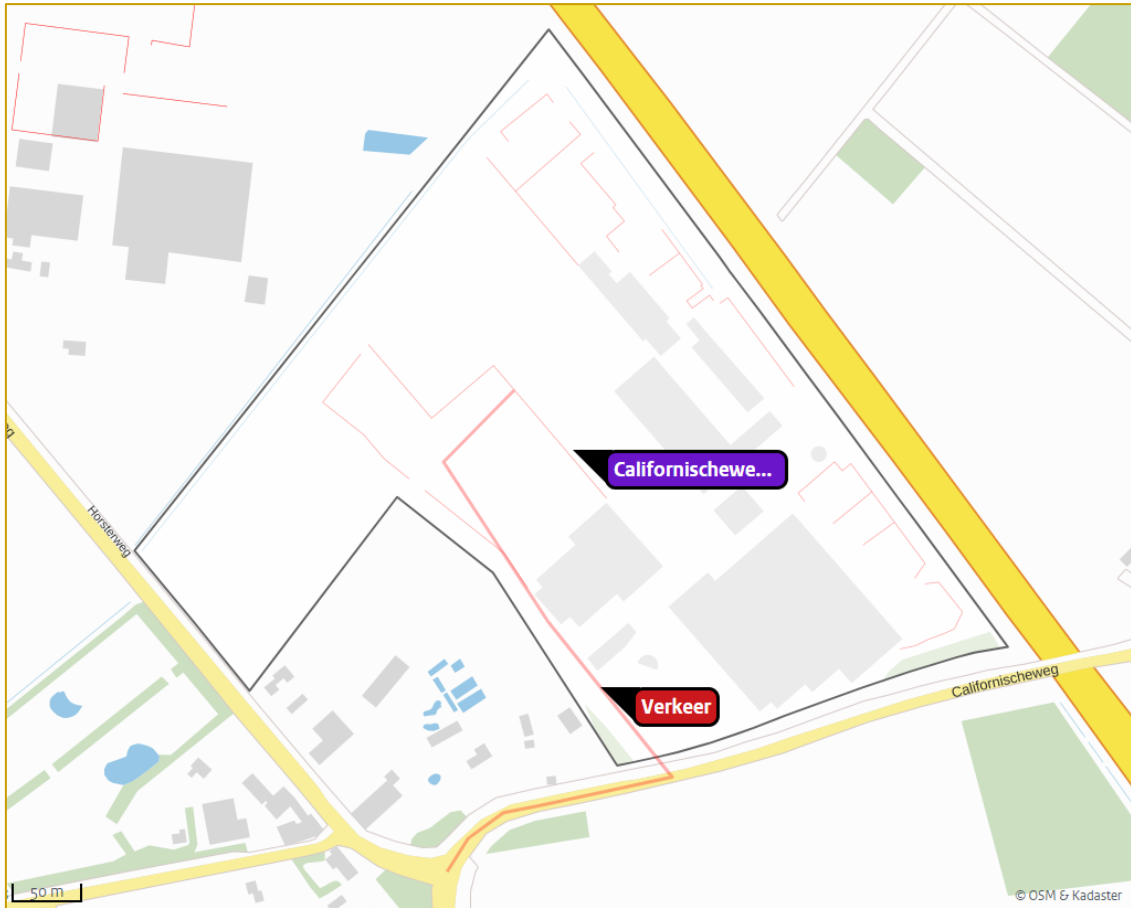 g
Horsterweg
Californischewe...
Verkeer
Californischeweg
50 m
© OSM & Kadaster